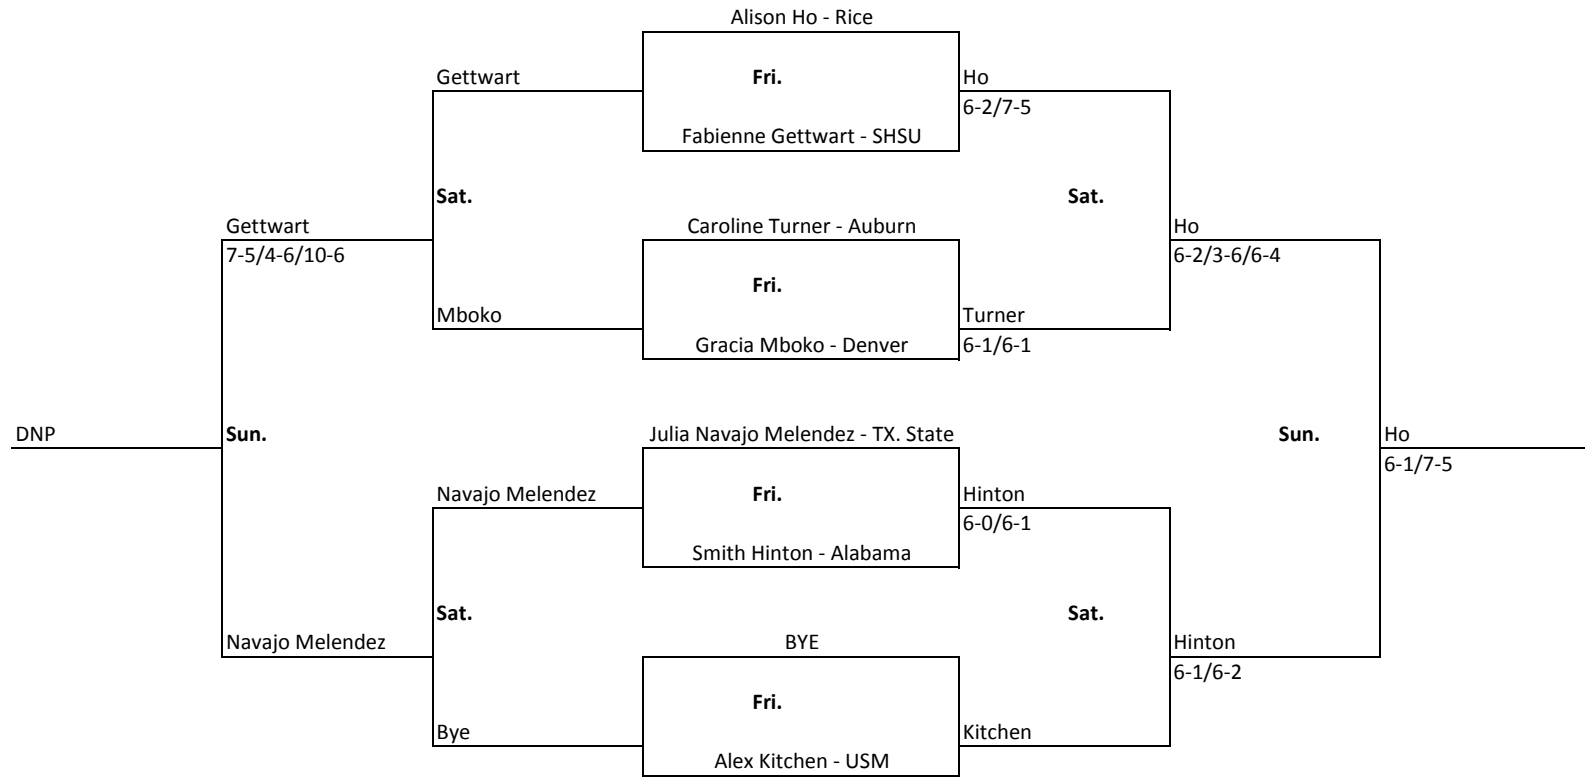 Alison Ho - Rice
Gettwart
Fri.
Ho
6-2/7-5
Fabienne Gettwart - SHSU
Sat.
Sat.
Gettwart
Caroline Turner - Auburn
Ho
7-5/4-6/10-6
6-2/3-6/6-4
Fri.
Mboko
Turner
Gracia Mboko - Denver
6-1/6-1
DNP
Sun.
Julia Navajo Melendez - TX. State
Sun.
Ho
6-1/7-5
Navajo Melendez
Fri.
Hinton
6-0/6-1
Smith Hinton - Alabama
Sat.
Sat.
Navajo Melendez
BYE
Hinton
6-1/6-2
Fri.
Bye
Kitchen
Alex Kitchen - USM